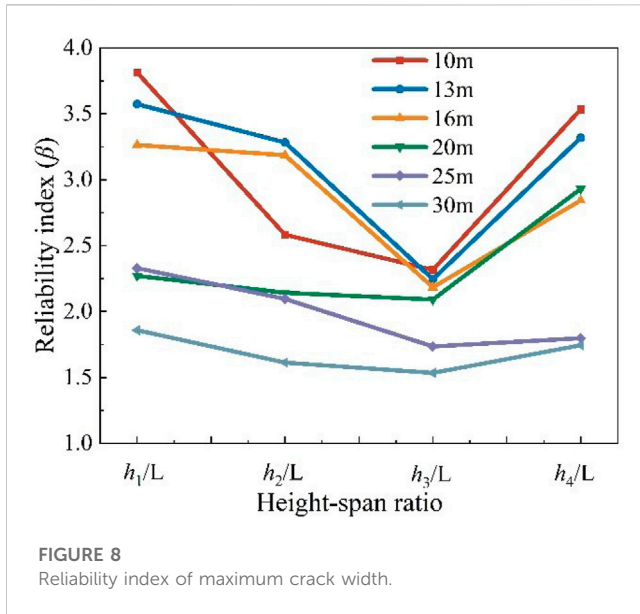 4.0
3.5
3.0
2.5
2.0
1.5
1.0
Reliability index (β)
10m
13m
16m
20m
25m
30m
h₁/L h₂/L h₃/L h₄/L
Height-span ratio
FIGURE 8
Reliability index of maximum crack width.